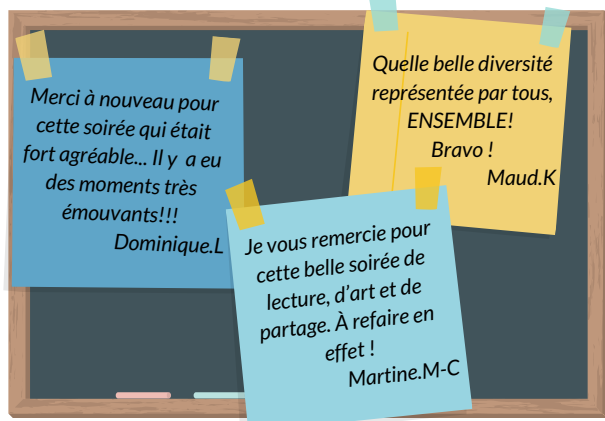 Merci à nouveau pour
cette soirée qui était
fort agréable... Il y a eu
des moments très
émouvants!!!
Dominique.L
Quelle belle diversité
représentée par tous,
ENSEMBLE!
Bravo !
Maud.K
Je vous remercie pour
cette belle soirée de
lecture, d'art et de
partage. À refaire en
effet !
Martine.M-C